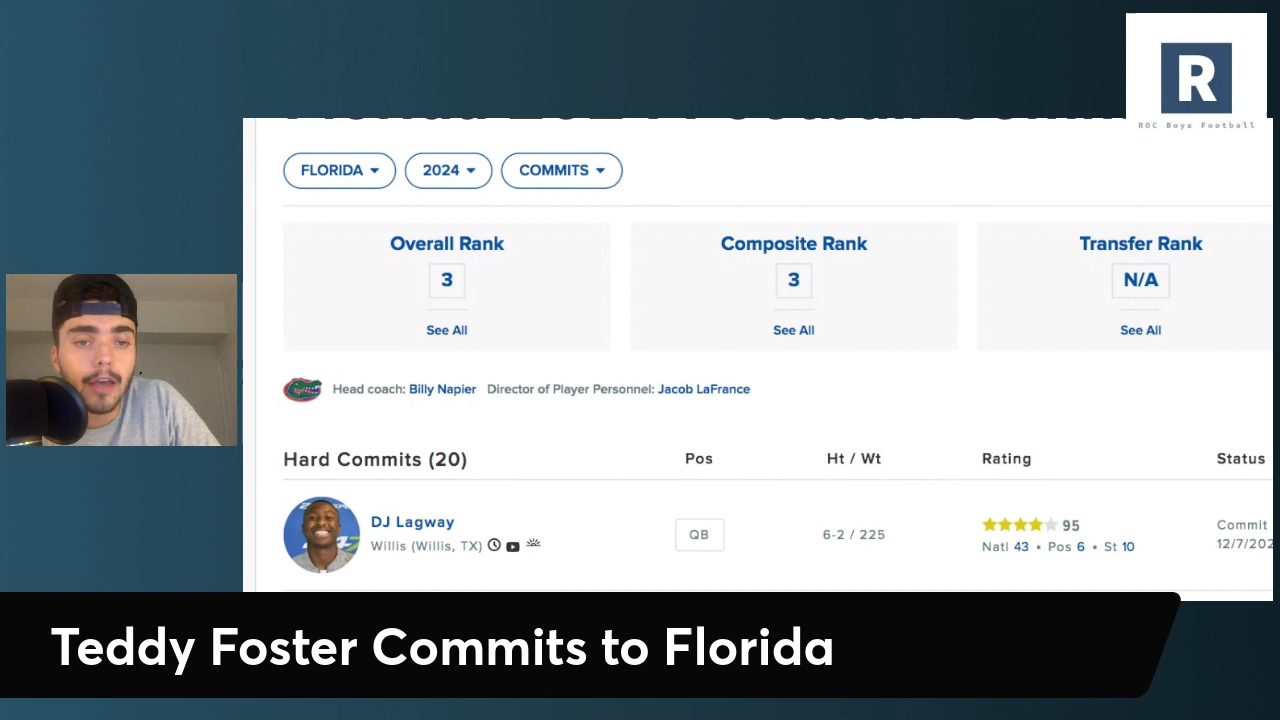 R
ROC Boys Football
FLORIDA
2024
COMMITS
Overall Rank
3
See All
Composite Rank
3
See All
Transfer Rank
N/A
See All
Head coach: Billy Napier Director of Player Personnel: Jacob LaFrance
Hard Commits (20) Pos Ht / Wt Rating Status
DJ Lagway
Willis (Willis, TX)
QB
6-2 / 225
95
Natl 43 • Pos 6 • St 10
Commit
12/7/202
Teddy Foster Commits to Florida